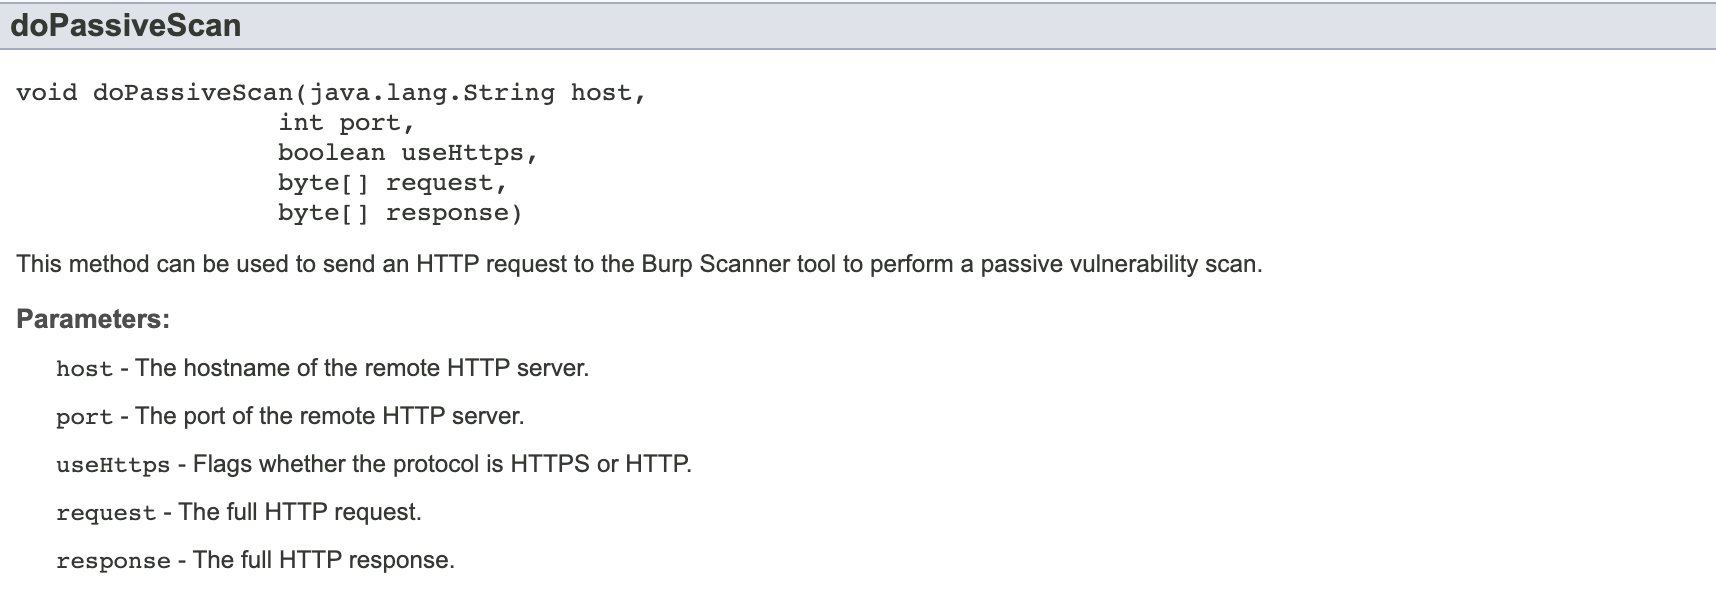 doPassiveScan
void doPassiveScan(java.lang.String host,
int port,
boolean useHttps,
byte[] request,
byte[] response)
This method can be used to send an HTTP request to the Burp Scanner tool to perform a passive vulnerability scan.
Parameters:
host - The hostname of the remote HTTP server.
port - The port of the remote HTTP server.
useHttps - Flags whether the protocol is HTTPS or HTTP.
request - The full HTTP request.
response - The full HTTP response.